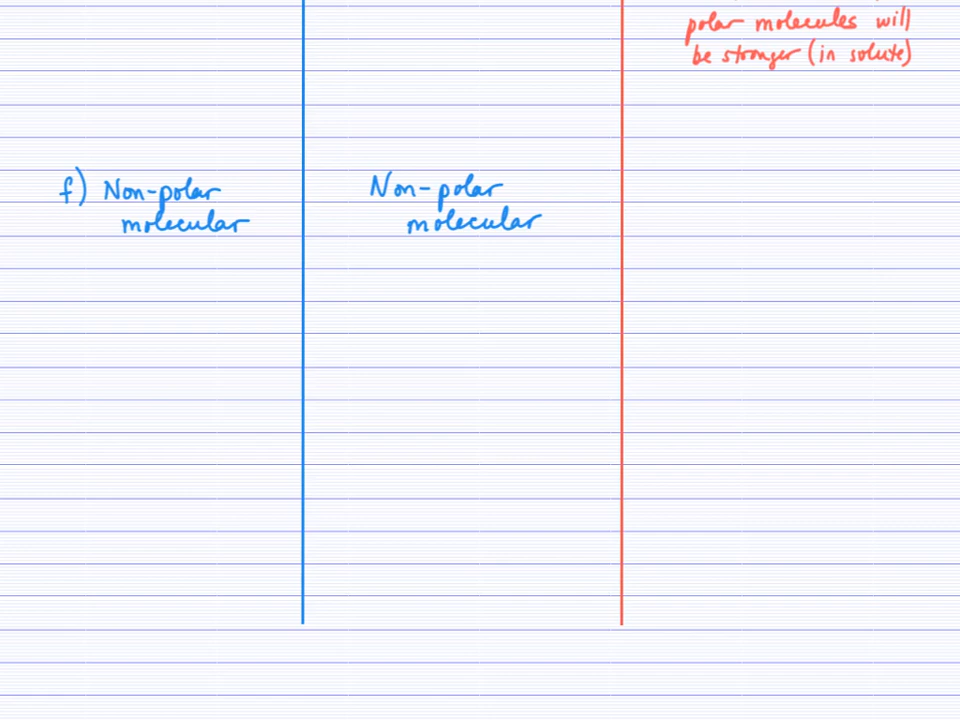 polar molecules will
be stronger (in solute)
f) Non-polar
molecular
Non-polar
molecular